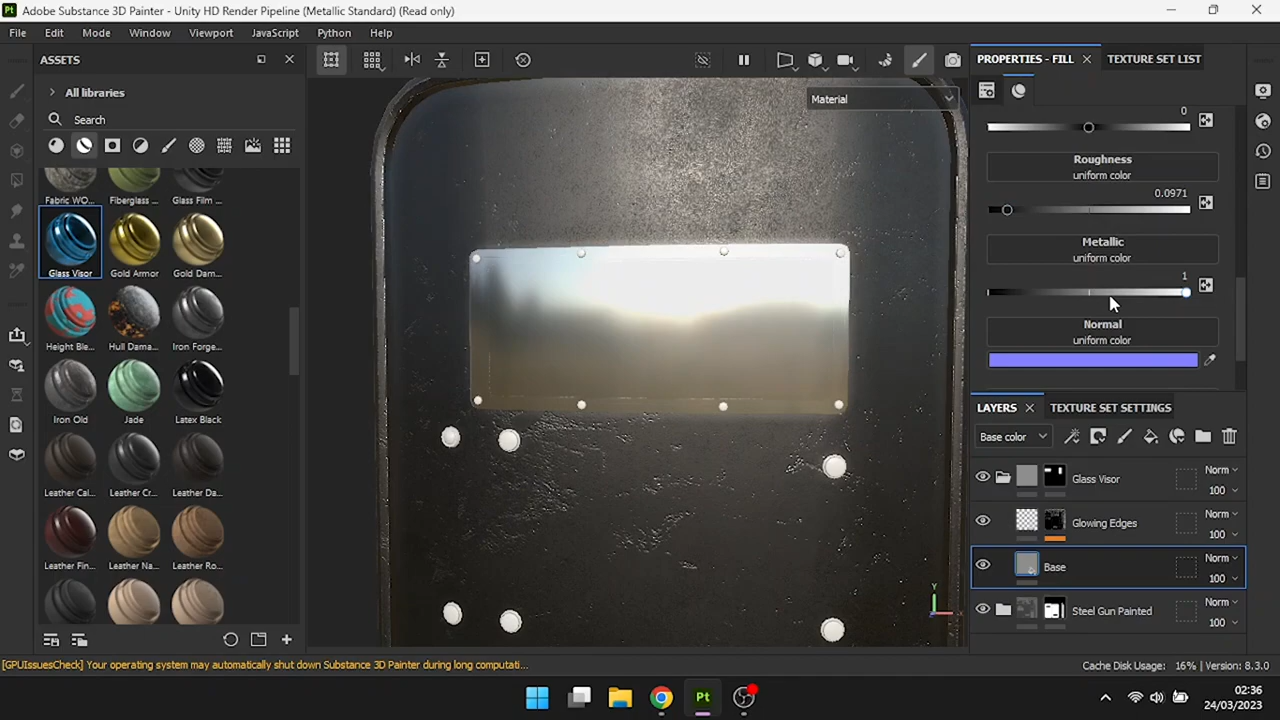 Pt Adobe Substance 3D Painter - Unity HD Render Pipeline (Metallic Standard) (Read only)
File Edit Mode Window Viewport JavaScript Python Help
ASSETS
All libraries
Search
Fabric WO... Fiberglass ... Glass Film ...
Glass Visor Gold Armor Gold Dam...
Height Ble... Hull Dama... Iron Forge...
Iron Old Jade Latex Black
Leather Cal... Leather Cr... Leather Da...
Leather Fin... Leather Na... Leather Ro...
Material
Y
PROPERTIES - FILL TEXTURE SET LIST
0
Roughness
uniform color
0.0971
Metallic
uniform color
1
Normal
uniform color
LAYERS TEXTURE SET SETTINGS
Base color
Glass Visor Norm 100
Glowing Edges Norm 100
Base Norm 100
Steel Gun Painted Norm 100
[GPUIssuesCheck] Your operating system may automatically shut down Substance 3D Painter during long computati...
Cache Disk Usage: 16% | Version: 8.3.0
Pt
02:36
24/03/2023